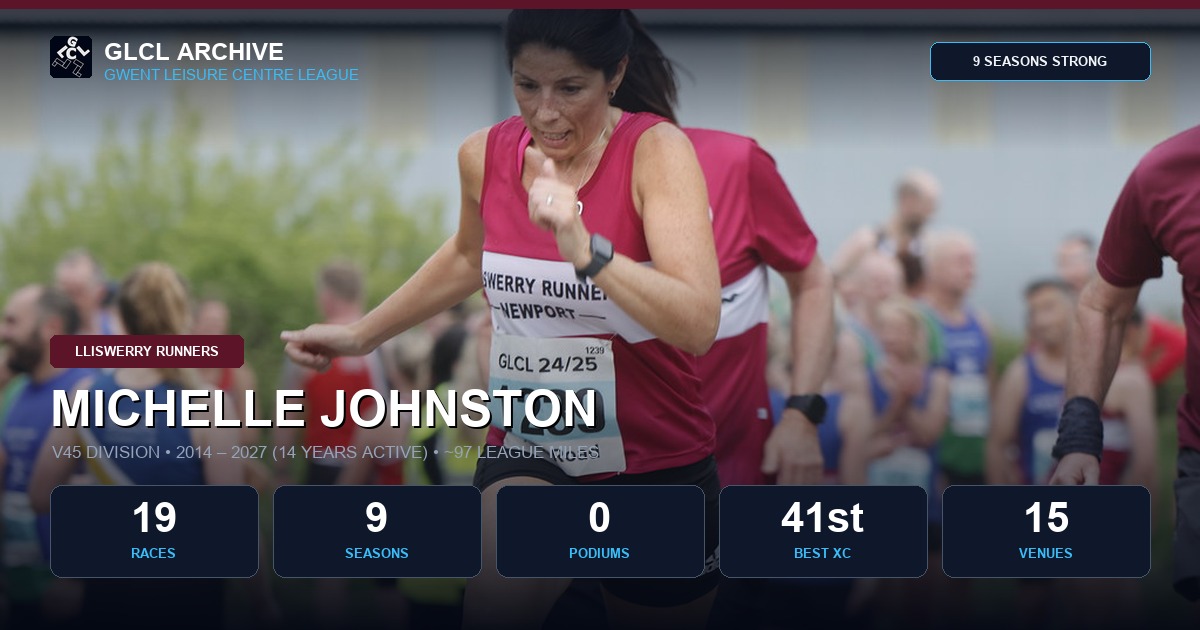 GLCL ARCHIVE
GWENT LEISURE CENTRE LEAGUE
9 SEASONS STRONG
SWERRY RUNNE
NEWPORT
1239
GLCL 24/25
LLISWERRY RUNNERS
MICHELLE JOHNSTON
V45 DIVISION • 2014 – 2027 (14 YEARS ACTIVE) • ~97 LEAGUE MILES
19
RACES
9
SEASONS
0
PODIUMS
41st
BEST XC
15
VENUES